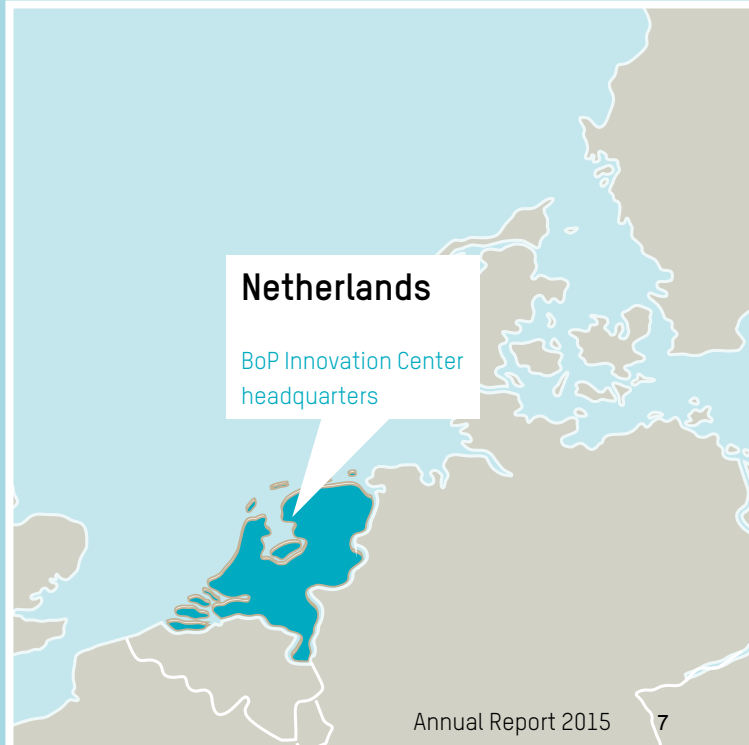 Netherlands
BoP Innovation Center
headquarters
Annual Report 2015 7